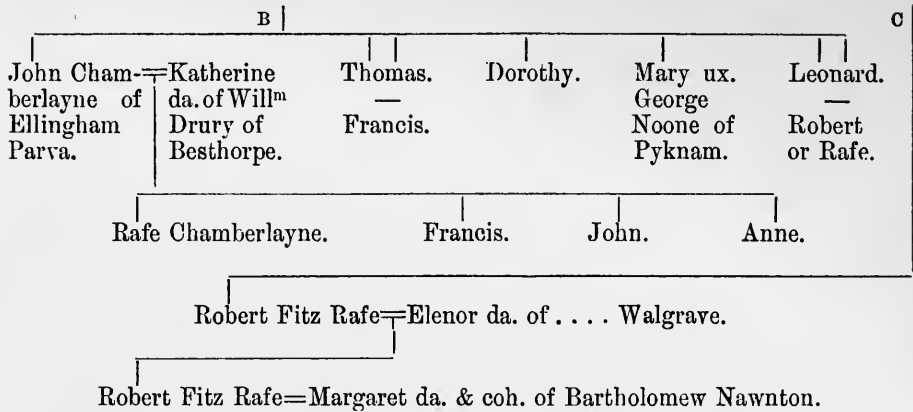 B C
John Cham-=Katherine Thomas. Dorothy. Mary ux. Leonard.
berlayne of da. of Willm — George —
Ellingham Drury of Francis. Noone of Robert
Parva. Besthorpe. Pyknam. or Rafe.
Rafe Chamberlayne. Francis. John. Anne.
Robert Fitz Rafe=Elenor da. of .... Walgrave.
Robert Fitz Rafe=Margaret da. & coh. of Bartholomew Nawnton.